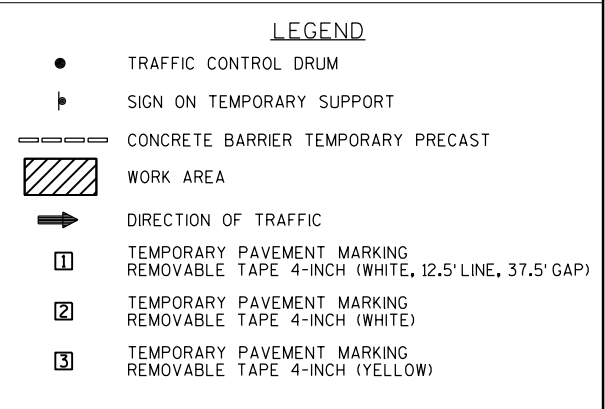 LEGEND
TRAFFIC CONTROL DRUM
SIGN ON TEMPORARY SUPPORT
CONCRETE BARRIER TEMPORARY PRECAST
WORK AREA
DIRECTION OF TRAFFIC
1 TEMPORARY PAVEMENT MARKING
REMOVABLE TAPE 4-INCH (WHITE, 12.5' LINE, 37.5' GAP)
2 TEMPORARY PAVEMENT MARKING
REMOVABLE TAPE 4-INCH (WHITE)
3 TEMPORARY PAVEMENT MARKING
REMOVABLE TAPE 4-INCH (YELLOW)